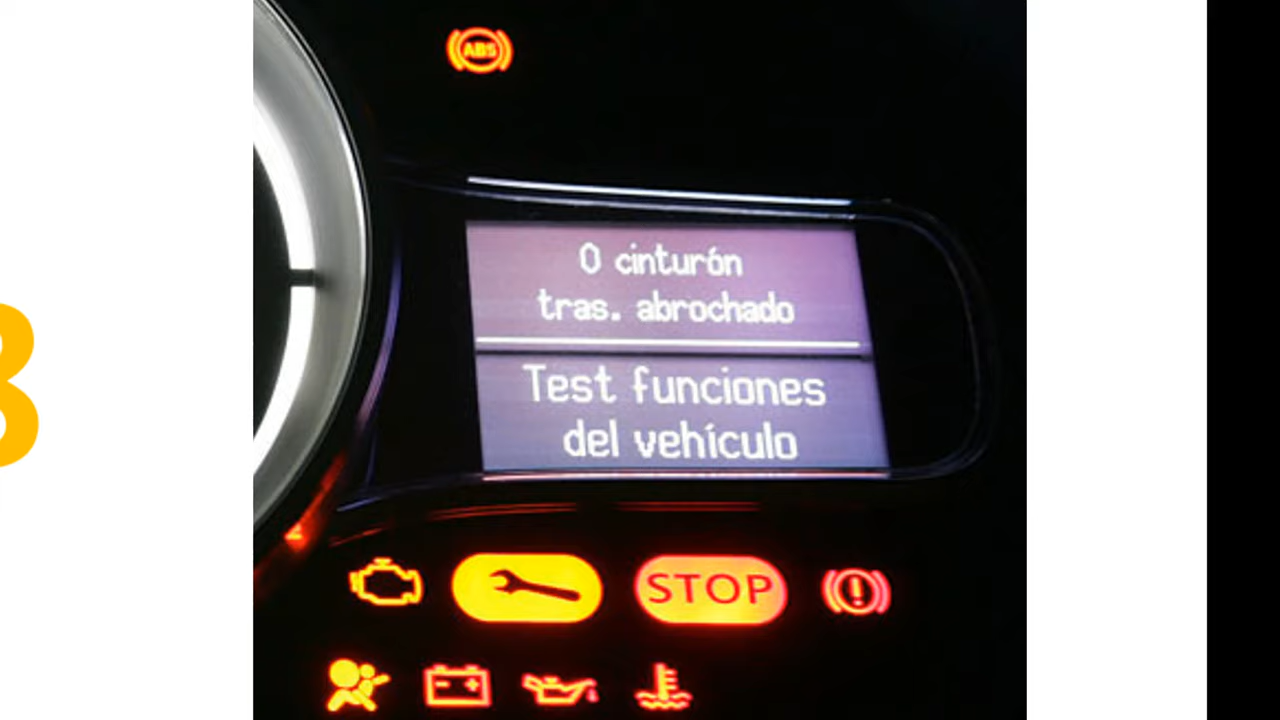 ABS
0 cinturón
tras. abrochado
Test funciones
del vehículo
STOP